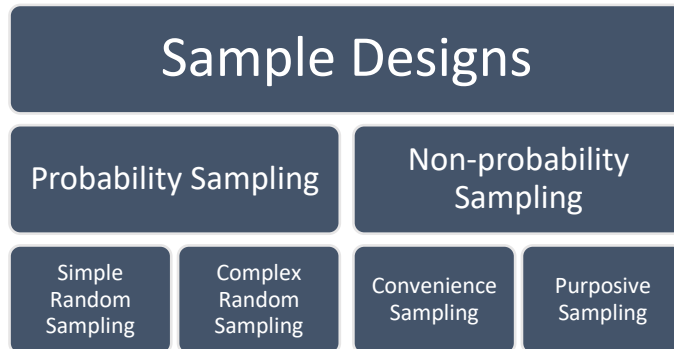 Sample Designs
Probability Sampling
Non-probability
Sampling
Simple
Random
Sampling
Complex
Random
Sampling
Convenience
Sampling
Purposive
Sampling